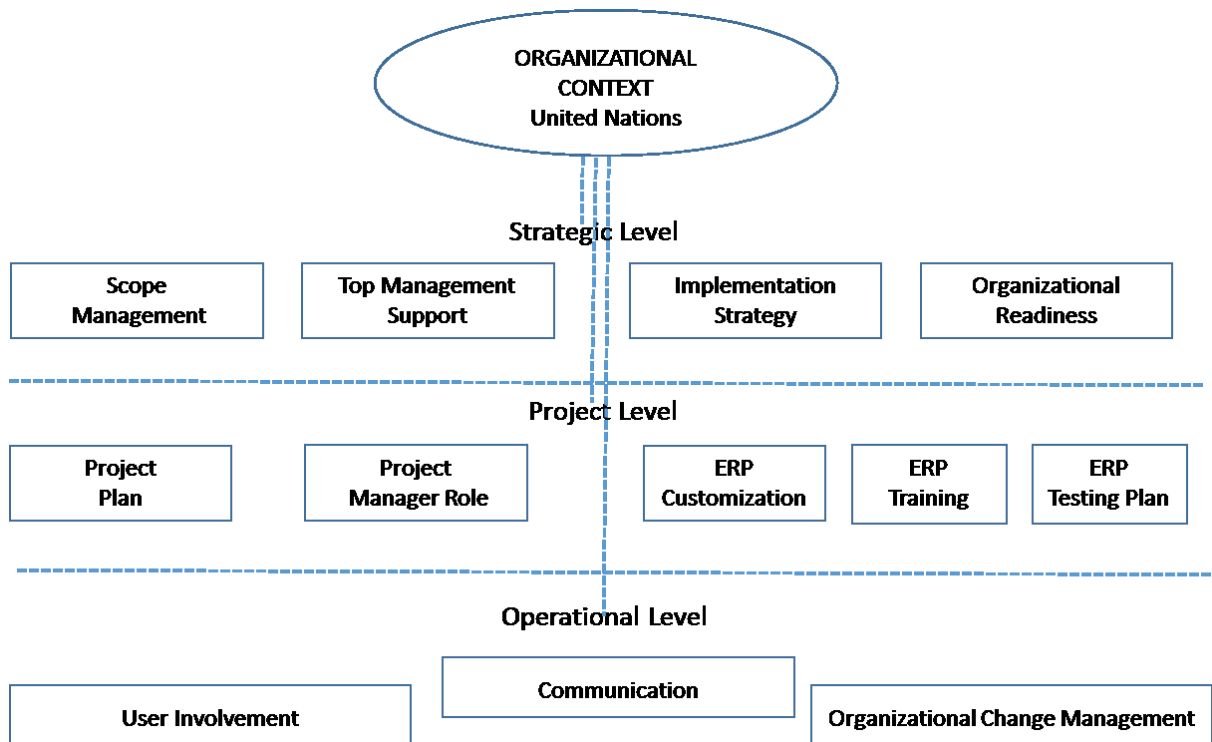 ORGANIZATIONAL
CONTEXT
United Nations
Strategic Level
Scope
Management
Top Management
Support
Implementation
Strategy
Organizational
Readiness
Project Level
Project
Plan
Project
Manager Role
ERP
Customization
ERP
Training
ERP
Testing Plan
Operational Level
Communication
User Involvement
Organizational Change Management